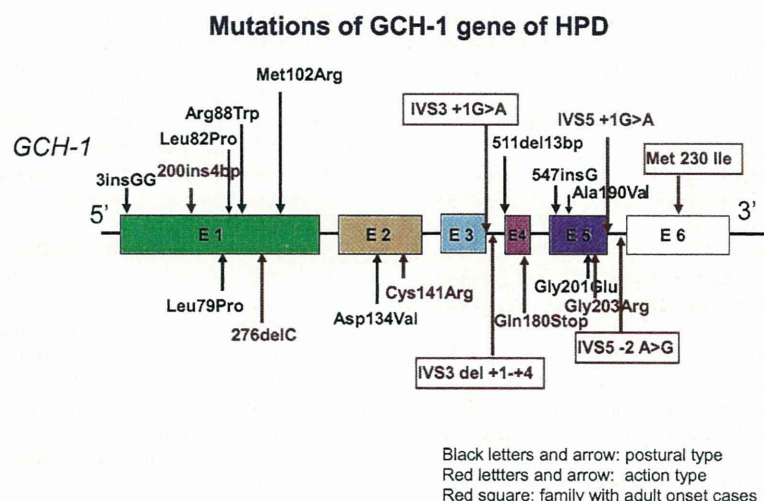 Mutations of GCH-1 gene of HPD
Met102Arg
Arg88Trp
IVS3 +1G>A
IVS5 +1G>A
GCH-1
Leu82Pro
511del13bp
Met 230 Ile
3insGG
200ins4bp
547insG
Ala190Val
5’
3’
E 1
E 2
E 3
E4
E 5
E 6
Leu79Pro
276delC
Asp134Val
Cys141Arg
Gln180Stop
Gly201Glu
Gly203Arg
IVS3 del +1-+4
IVS5 -2 A>G
Black letters and arrow: postural type
Red lettters and arrow: action type
Red square: family with adult onset cases